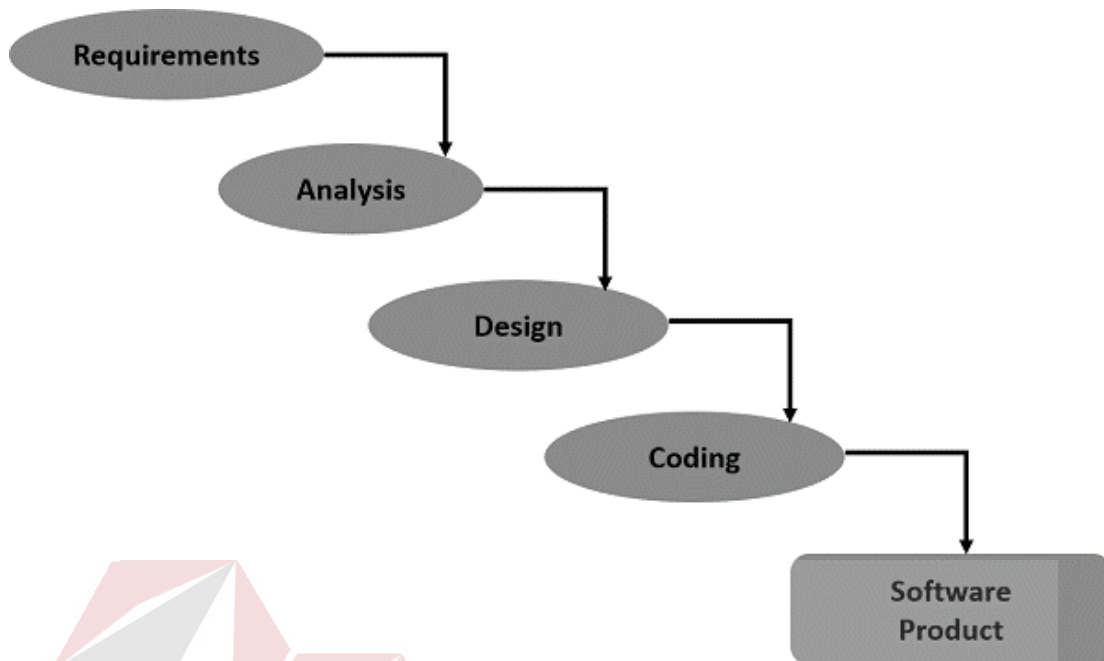 Requirements
Analysis
Design
Coding
Software
Product